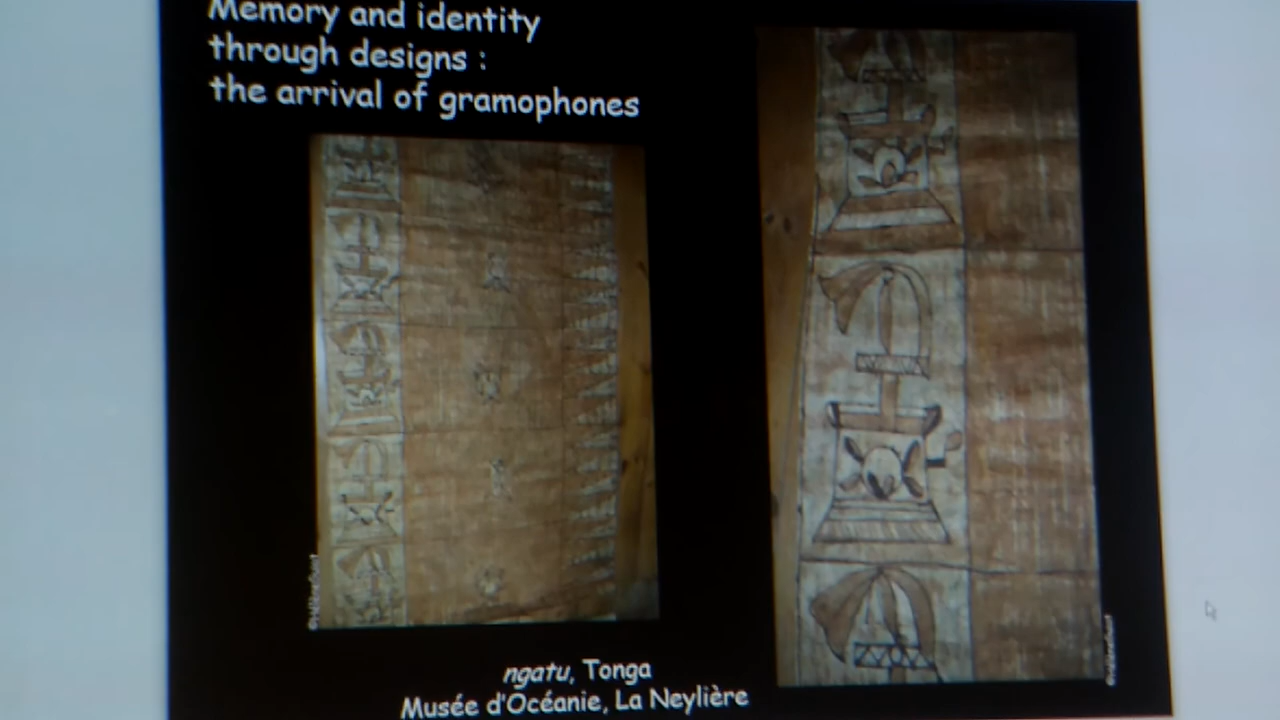 Memory and identity
through designs :
the arrival of gramophones
ngatu, Tonga
Musée d'Océanie, La Neylière